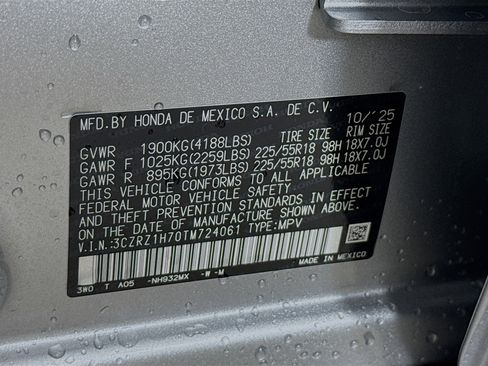 MFD.BY HONDA DE MEXICO S.A. DE C.V. 10/'25
GVWR 1900KG(4188LBS) TIRE SIZE RIM SIZE
GAWR F 1025KG(2259LBS) 225/55R18 98H 18X7.0J
GAWR R 895KG(1973LBS) 225/55R18 98H 18X7.0J
THIS VEHICLE CONFORMS TO ALL APPLICABLE
FEDERAL MOTOR VEHICLE SAFETY
AND THEFT PREVENTION STANDARDS IN EFFECT
ON THE DATE OF MANUFACTURE SHOWN ABOVE.
V.I.N.:3CZRZ1H70TM724061 TYPE:MPV
3WO T A05 -NH932MX -W -M MADE IN MEXICO